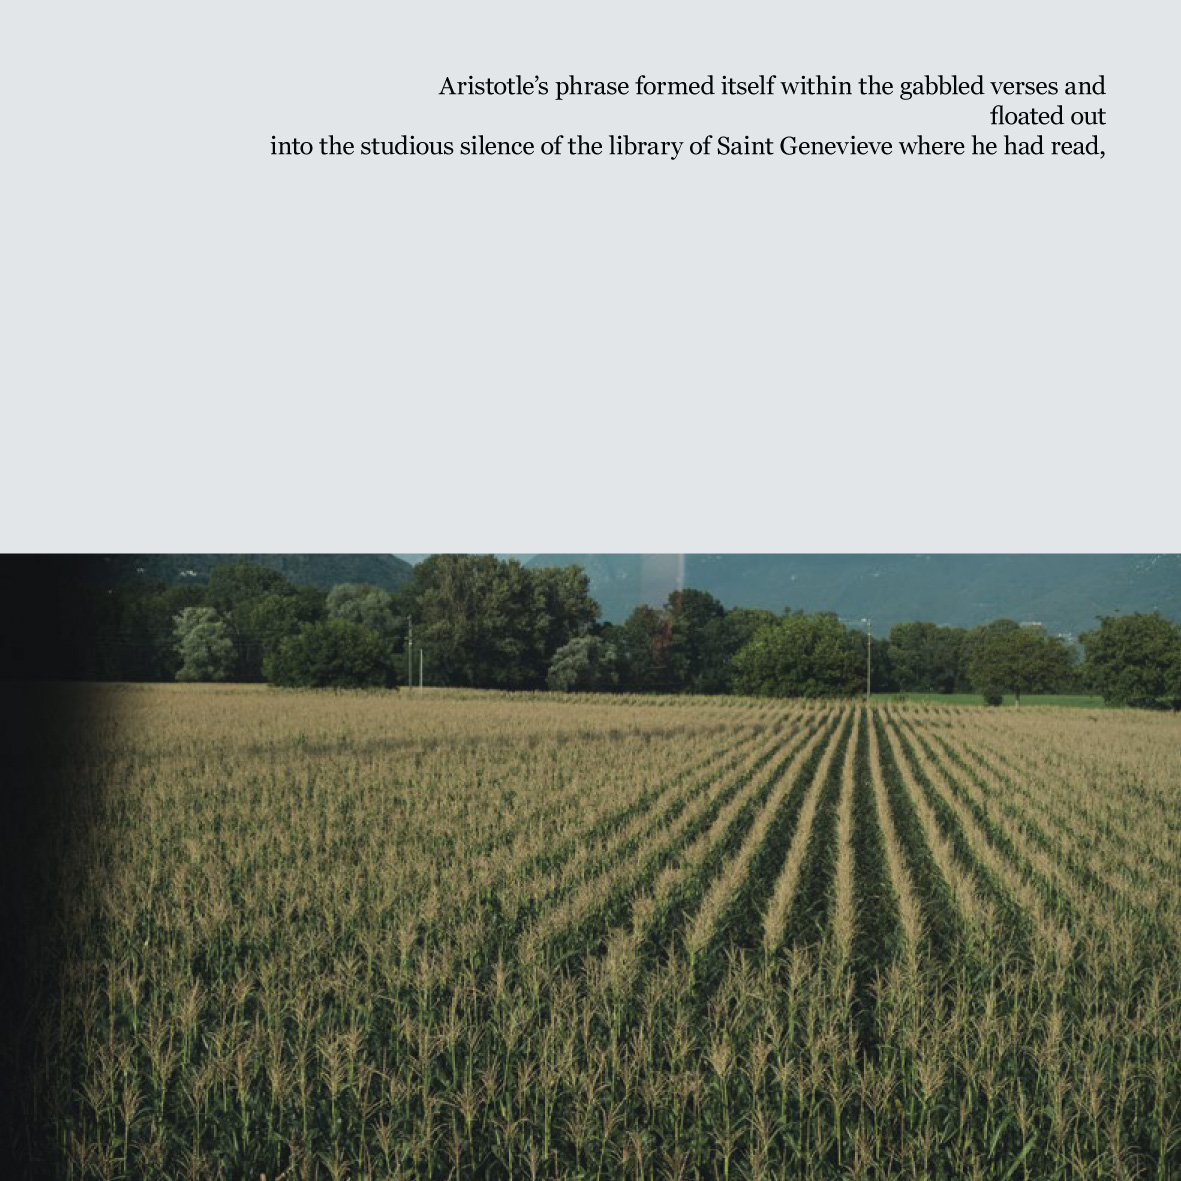 Aristotle’s phrase formed itself within the gabbled verses and
floated out
into the studious silence of the library of Saint Genevieve where he had read,